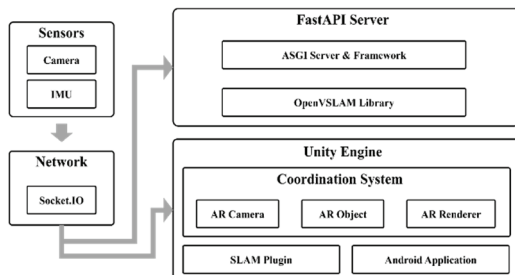 Sensors
Camera
IMU
Network
Socket.IO
FastAPI Server
ASGI Server & Framework
OpenVSLAM Library
Unity Engine
Coordination System
AR Camera
AR Object
AR Renderer
SLAM Plugin
Android Application